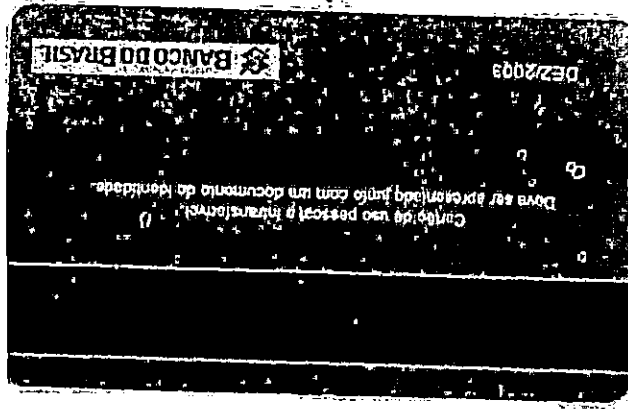 Cartão de uso pessoal e intransferível.
Deve ser apresentado junto com um documento de identidade.
DEZ/2003
BANCO DO BRASIL